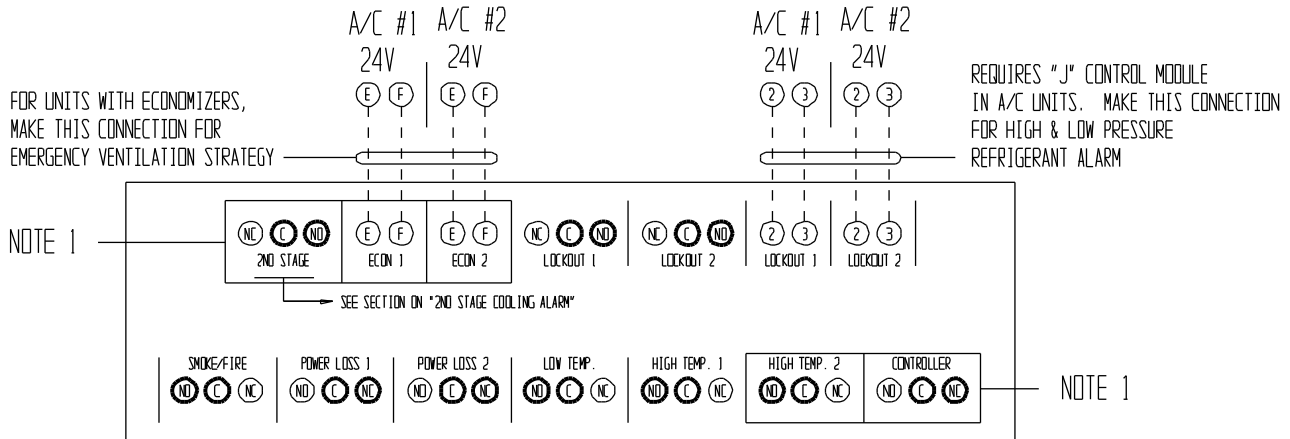 A/C #1 A/C #2 A/C #1 A/C #2
24V 24V 24V 24V
E F E F 2 3 2 3
FOR UNITS WITH ECONOMIZERS,
MAKE THIS CONNECTION FOR
EMERGENCY VENTILATION STRATEGY
REQUIRES "J" CONTROL MODULE
IN A/C UNITS. MAKE THIS CONNECTION
FOR HIGH & LOW PRESSURE
REFRIGERANT ALARM
NOTE 1
NC C NO E F E F NC C NO NC C NO 2 3 2 3
2ND STAGE ECON 1 ECON 2 LOCKOUT 1 LOCKOUT 2 LOCKOUT 1 LOCKOUT 2
SEE SECTION ON "2ND STAGE COOLING ALARM"
SMOKE/FIRE POWER LOSS 1 POWER LOSS 2 LOW TEMP. HIGH TEMP. 1 HIGH TEMP. 2 CONTROLLER
NO C NC NO C NC NO C NC NO C NC NO C NC NO C NC NO C NC
NOTE 1